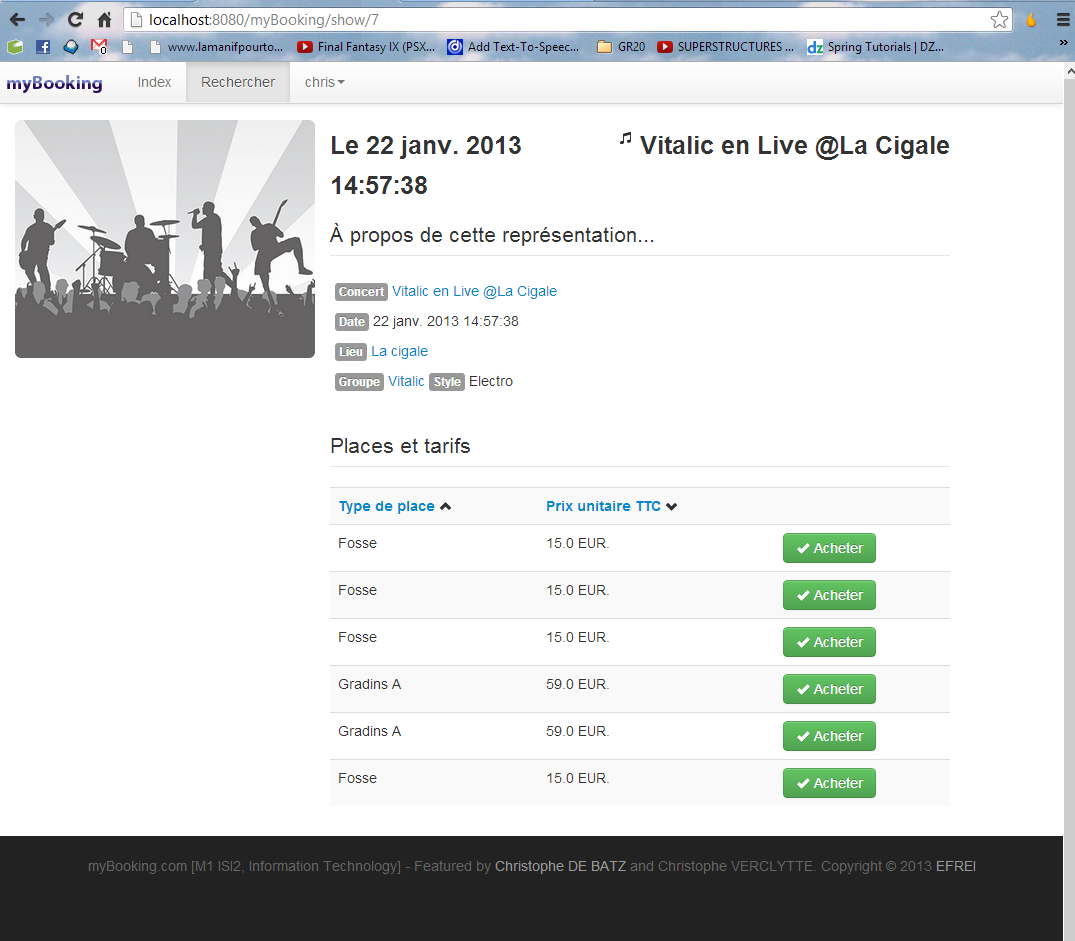 localhost:8080/myBooking/show/7
0 www.lamanifpourto... Final Fantasy IX (PSX... Add Text-To-Speec... GR20 SUPERSTRUCTURES ... dz Spring Tutorials | DZ... »
myBooking Index Rechercher chris
Le 22 janv. 2013 14:57:38
Vitalic en Live @La Cigale
À propos de cette représentation...
Concert Vitalic en Live @La Cigale
Date 22 janv. 2013 14:57:38
Lieu La cigale
Groupe Vitalic Style Electro
Places et tarifs
Type de place Prix unitaire TTC
Fosse 15.0 EUR. Acheter
Fosse 15.0 EUR. Acheter
Fosse 15.0 EUR. Acheter
Gradins A 59.0 EUR. Acheter
Gradins A 59.0 EUR. Acheter
Fosse 15.0 EUR. Acheter
myBooking.com [M1 ISI2, Information Technology] - Featured by Christophe DE BATZ and Christophe VERCLYTTE. Copyright © 2013 EFREI